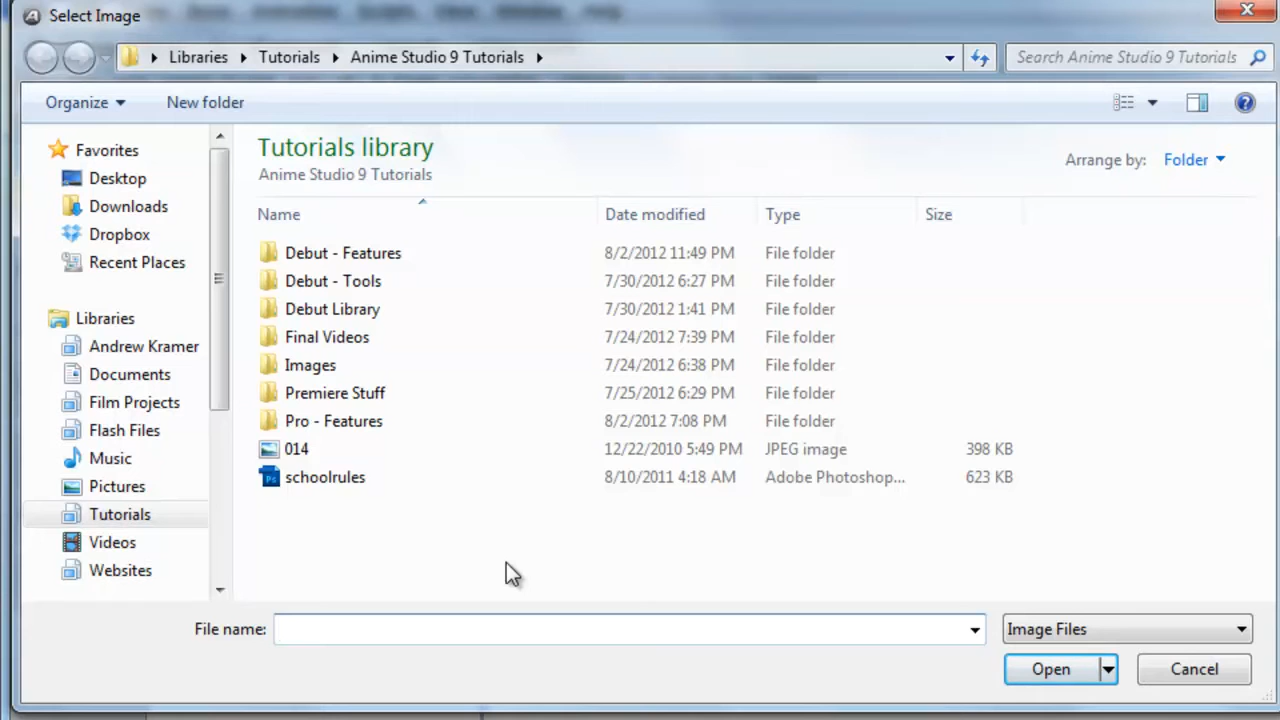 Select Image
Libraries Tutorials Anime Studio 9 Tutorials
Search Anime Studio 9 Tutorials
Organize New folder
Favorites
Desktop
Downloads
Dropbox
Recent Places
Libraries
Andrew Kramer
Documents
Film Projects
Flash Files
Music
Pictures
Tutorials
Videos
Websites
Tutorials library
Anime Studio 9 Tutorials
Arrange by: Folder
Name Date modified Type Size
Debut - Features 8/2/2012 11:49 PM File folder
Debut - Tools 7/30/2012 6:27 PM File folder
Debut Library 7/30/2012 1:41 PM File folder
Final Videos 7/24/2012 7:39 PM File folder
Images 7/24/2012 6:38 PM File folder
Premiere Stuff 7/25/2012 6:29 PM File folder
Pro - Features 8/2/2012 7:08 PM File folder
014 12/22/2010 5:49 PM JPEG image 398 KB
schoolrules 8/10/2011 4:18 AM Adobe Photoshop... 623 KB
File name:
Image Files
Open Cancel